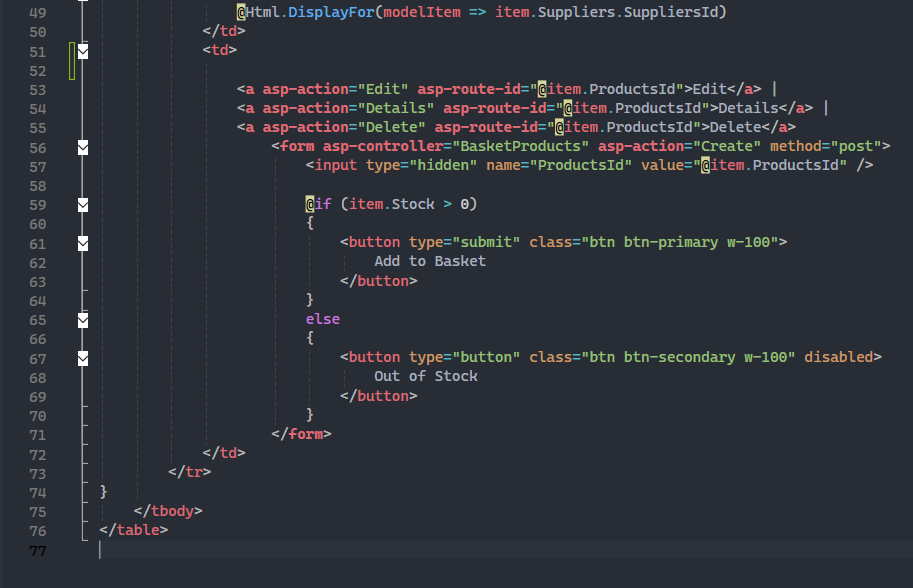 49 @Html.DisplayFor(modelItem => item.Suppliers.SuppliersId)
50 </td>
51 <td>
52
53 <a asp-action="Edit" asp-route-id="@item.ProductsId">Edit</a> |
54 <a asp-action="Details" asp-route-id="@item.ProductsId">Details</a> |
55 <a asp-action="Delete" asp-route-id="@item.ProductsId">Delete</a>
56 <form asp-controller="BasketProducts" asp-action="Create" method="post">
57 <input type="hidden" name="ProductsId" value="@item.ProductsId" />
58
59 @if (item.Stock > 0)
60 {
61 <button type="submit" class="btn btn-primary w-100">
62 Add to Basket
63 </button>
64 }
65 else
66 {
67 <button type="button" class="btn btn-secondary w-100" disabled>
68 Out of Stock
69 </button>
70 }
71 </form>
72 </td>
73 </tr>
74 }
75 </tbody>
76 </table>
77